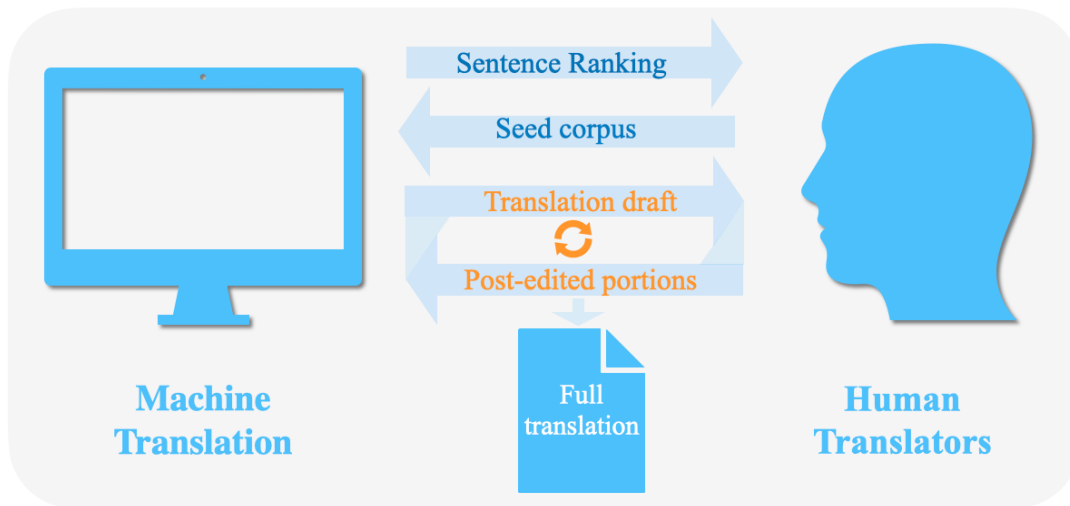 Sentence Ranking
Seed corpus
Translation draft
Post-edited portions
Full
translation
Machine
Translation
Human
Translators